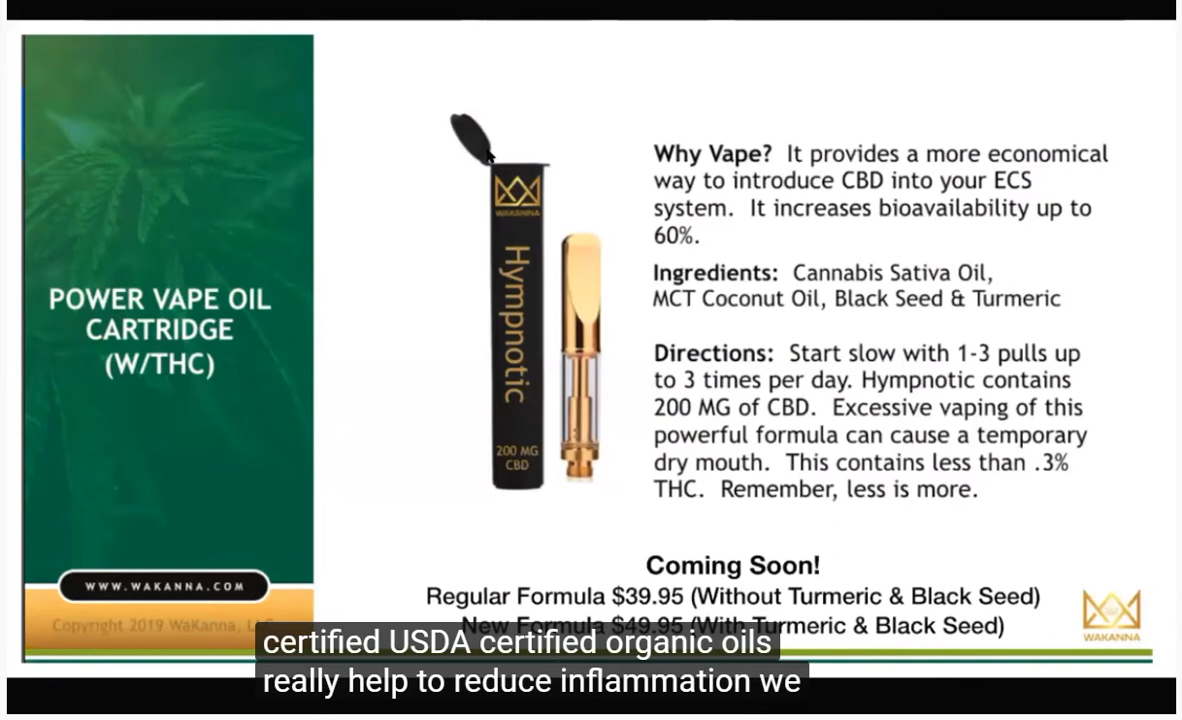 POWER VAPE OIL
CARTRIDGE
(W/THC)
WWW.WAKANNA.COM
Copyright 2019 WaKanna, LLC
WAKANNA
Hympnotic
200 MG
CBD
Why Vape? It provides a more economical
way to introduce CBD into your ECS
system. It increases bioavailability up to
60%.
Ingredients: Cannabis Sativa Oil,
MCT Coconut Oil, Black Seed & Turmeric
Directions: Start slow with 1-3 pulls up
to 3 times per day. Hympnotic contains
200 MG of CBD. Excessive vaping of this
powerful formula can cause a temporary
dry mouth. This contains less than .3%
THC. Remember, less is more.
Coming Soon!
Regular Formula $39.95 (Without Turmeric & Black Seed)
New Formula $49.95 (With Turmeric & Black Seed)
WAKANNA
certified USDA certified organic oils
really help to reduce inflammation we